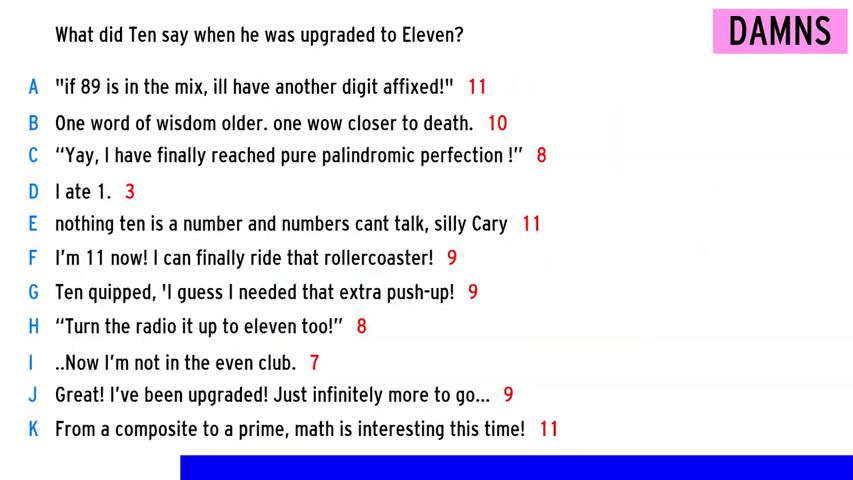 What did Ten say when he was upgraded to Eleven?
DAMNS
A "if 89 is in the mix, ill have another digit affixed!" 11
B One word of wisdom older. one wow closer to death. 10
C “Yay, I have finally reached pure palindromic perfection !” 8
D I ate 1. 3
E nothing ten is a number and numbers cant talk, silly Cary 11
F I'm 11 now! I can finally ride that rollercoaster! 9
G Ten quipped, 'I guess I needed that extra push-up! 9
H “Turn the radio it up to eleven too!” 8
I ..Now I'm not in the even club. 7
J Great! I've been upgraded! Just infinitely more to go... 9
K From a composite to a prime, math is interesting this time! 11